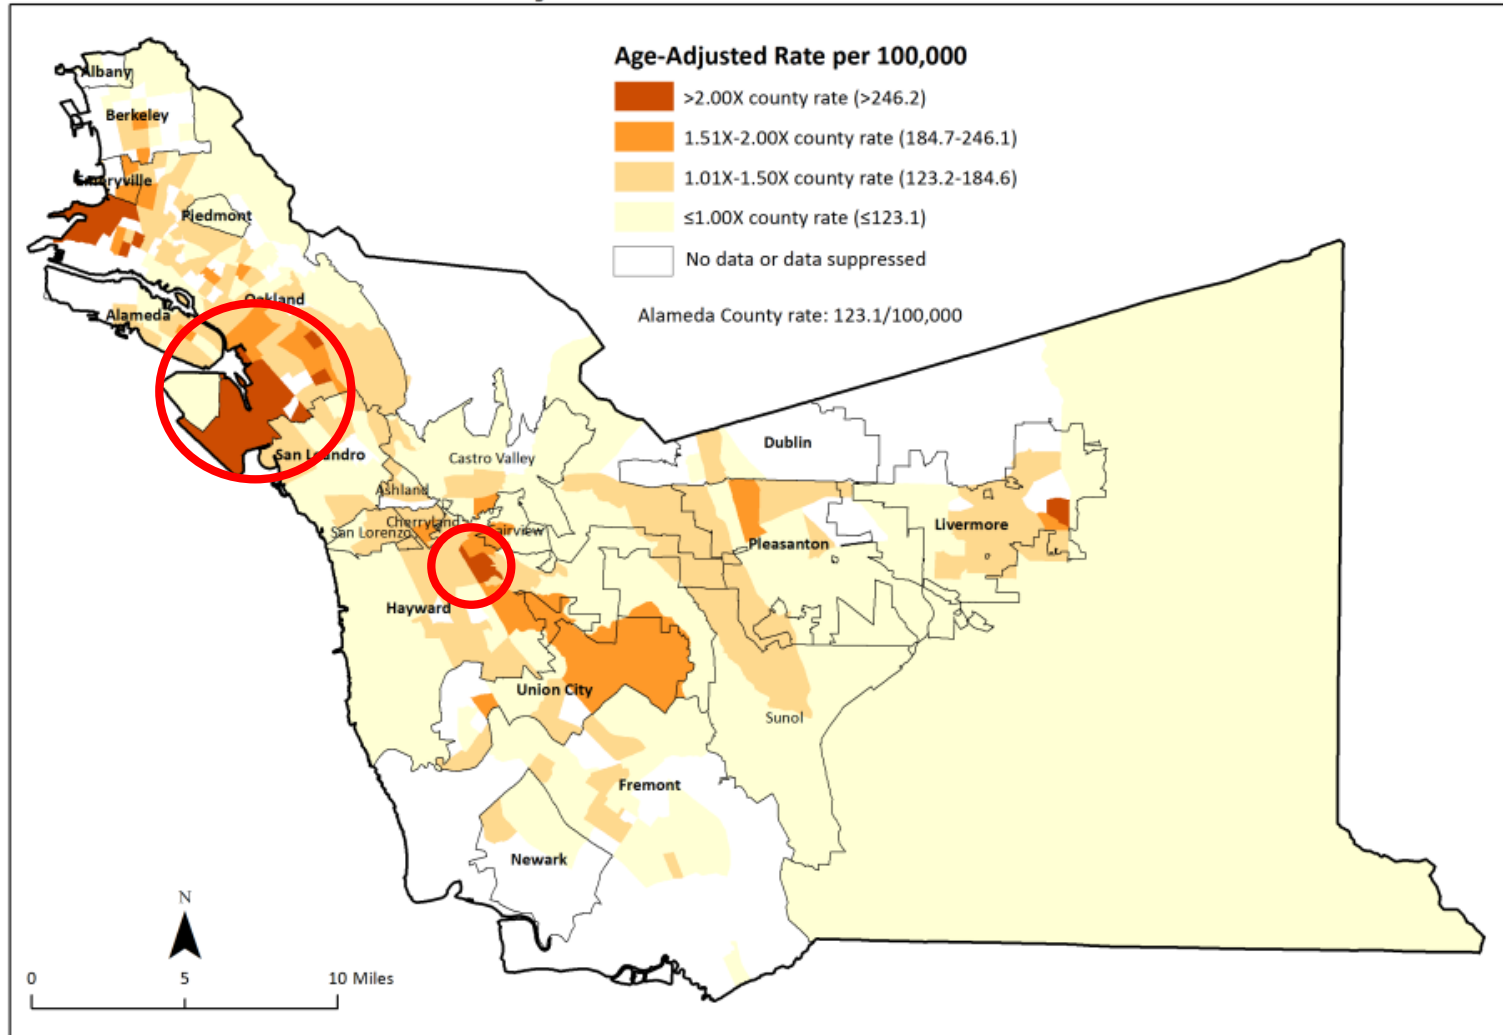 Age-Adjusted Rate per 100,000
>2.00X county rate (>246.2)
1.51X-2.00X county rate (184.7-246.1)
1.01X-1.50X county rate (123.2-184.6)
≤1.00X county rate (≤123.1)
No data or data suppressed
Alameda County rate: 123.1/100,000
Albany
Berkeley
Emeryville
Piedmont
Oakland
Alameda
San Leandro
Castro Valley
Dublin
Ashland
Cherryland
Fairview
San Lorenzo
Livermore
Pleasanton
Hayward
Union City
Sunol
Fremont
Newark
N
0 5 10 Miles